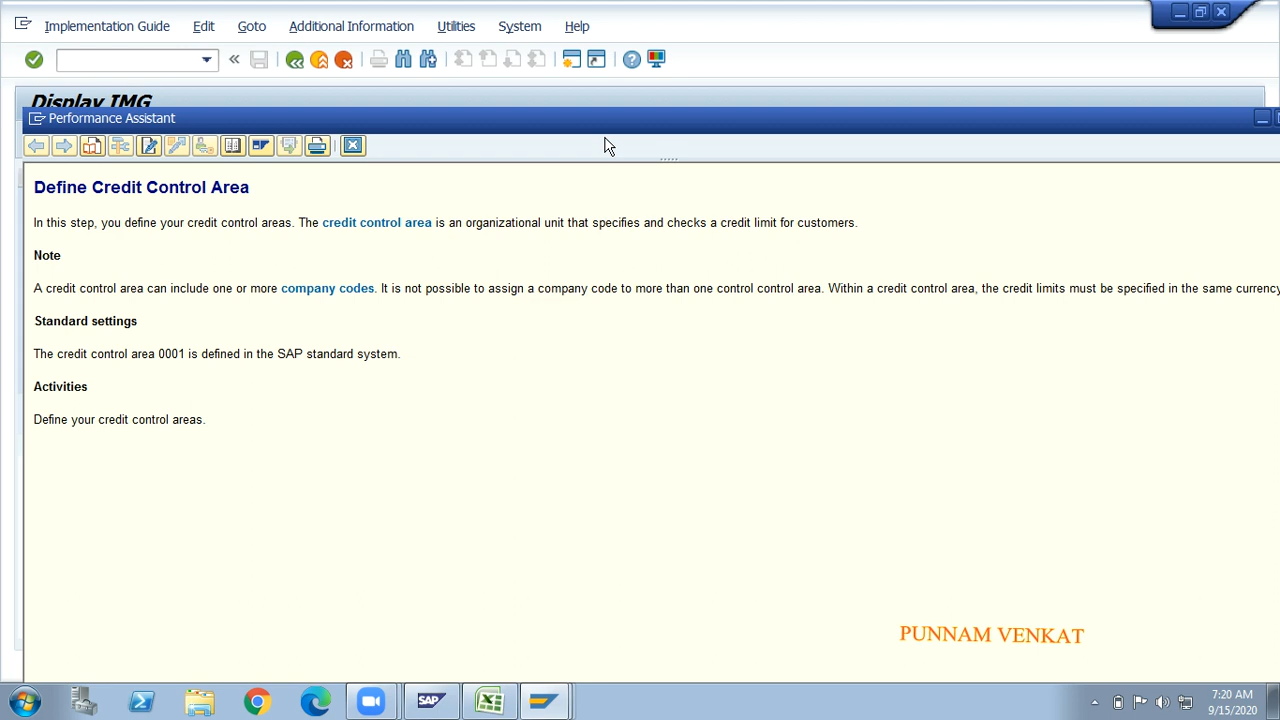 Implementation Guide Edit Goto Additional Information Utilities System Help
Display IMG
Performance Assistant
Define Credit Control Area
In this step, you define your credit control areas. The credit control area is an organizational unit that specifies and checks a credit limit for customers.
Note
A credit control area can include one or more company codes. It is not possible to assign a company code to more than one control control area. Within a credit control area, the credit limits must be specified in the same currency
Standard settings
The credit control area 0001 is defined in the SAP standard system.
Activities
Define your credit control areas.
PUNNAM VENKAT
SAP
7:20 AM
9/15/2020